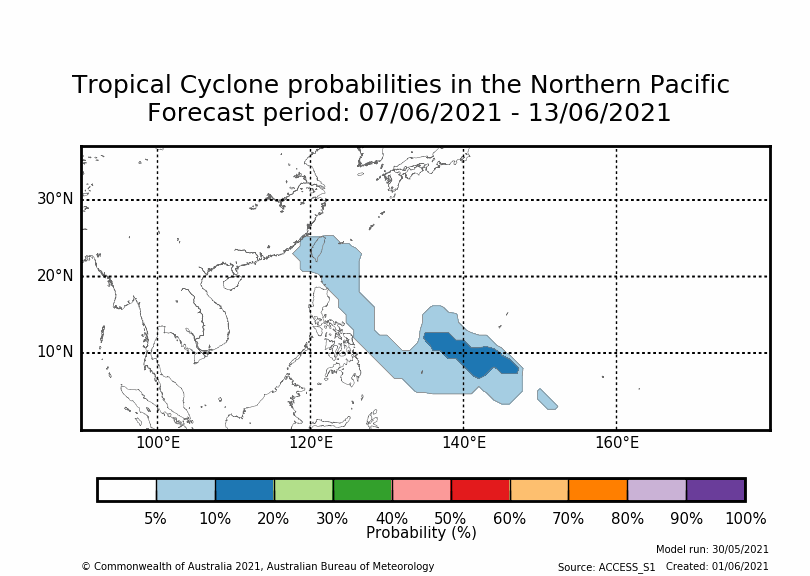 Tropical Cyclone probabilities in the Northern Pacific
Forecast period: 07/06/2021 - 13/06/2021
30°N
20°N
10°N
100°E 120°E 140°E 160°E
5% 10% 20% 30% 40% 50% 60% 70% 80% 90% 100%
Probability (%)
Model run: 30/05/2021
© Commonwealth of Australia 2021, Australian Bureau of Meteorology Source: ACCESS_S1 Created: 01/06/2021